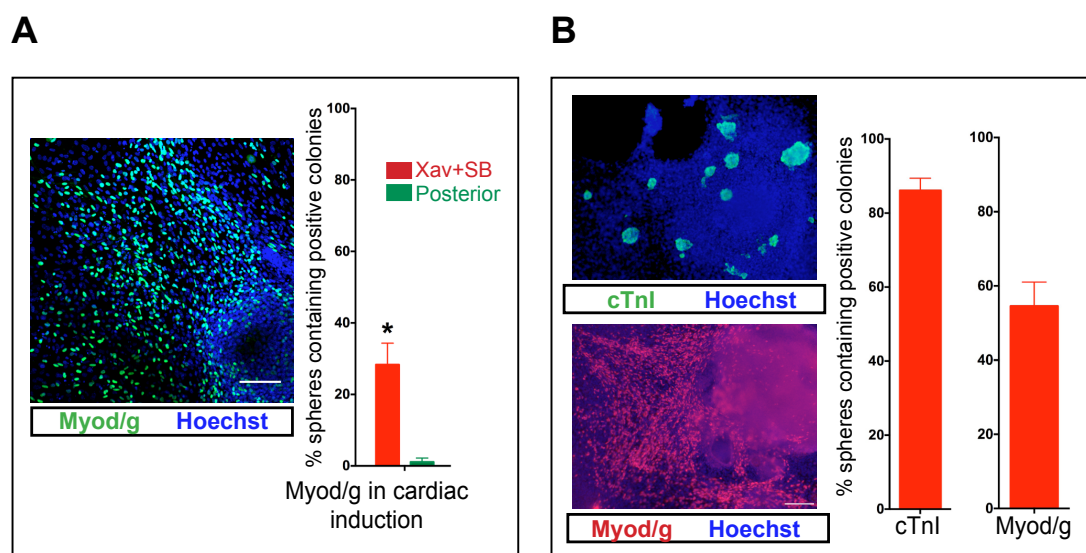 A
% spheres containing positive colonies
100
80
60
40
20
0
Xav+SB
Posterior
*
Myod/g Hoechst
Myod/g in cardiac
induction
B
cTnI Hoechst
Myod/g Hoechst
% spheres containing positive colonies
100
80
60
40
20
0
cTnI
100
80
60
40
20
0
Myod/g